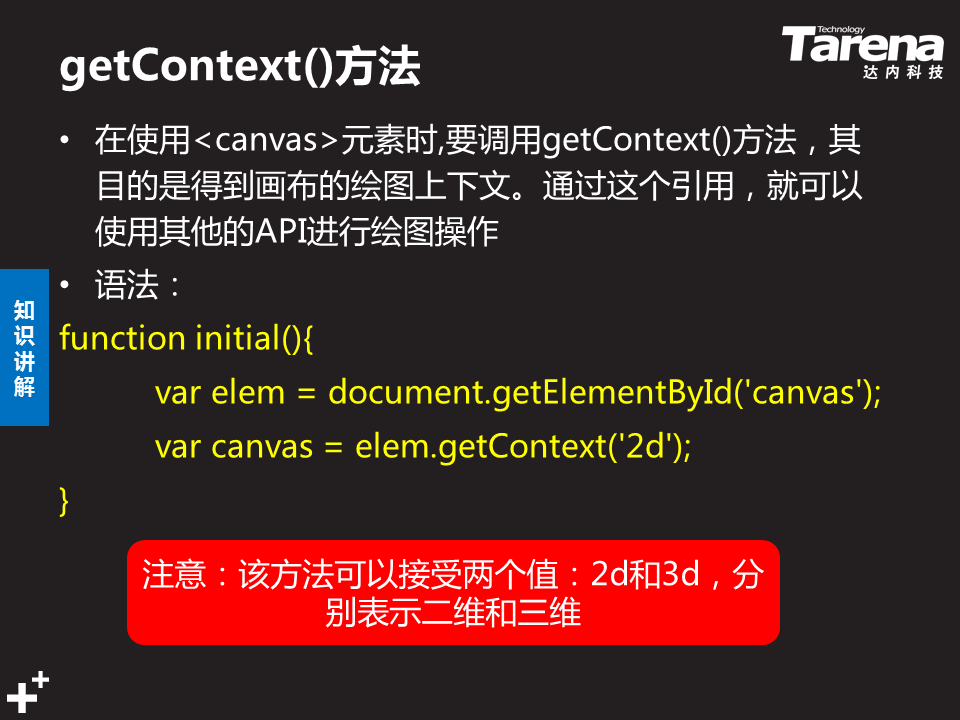 getContext()方法
Technology
Tarena
达内科技
• 在使用<canvas>元素时,要调用getContext()方法，其
目的是得到画布的绘图上下文。通过这个引用，就可以
使用其他的API进行绘图操作
• 语法：
知识讲解
function initial(){
var elem = document.getElementById('canvas');
var canvas = elem.getContext('2d');
}
注意：该方法可以接受两个值：2d和3d，分
别表示二维和三维